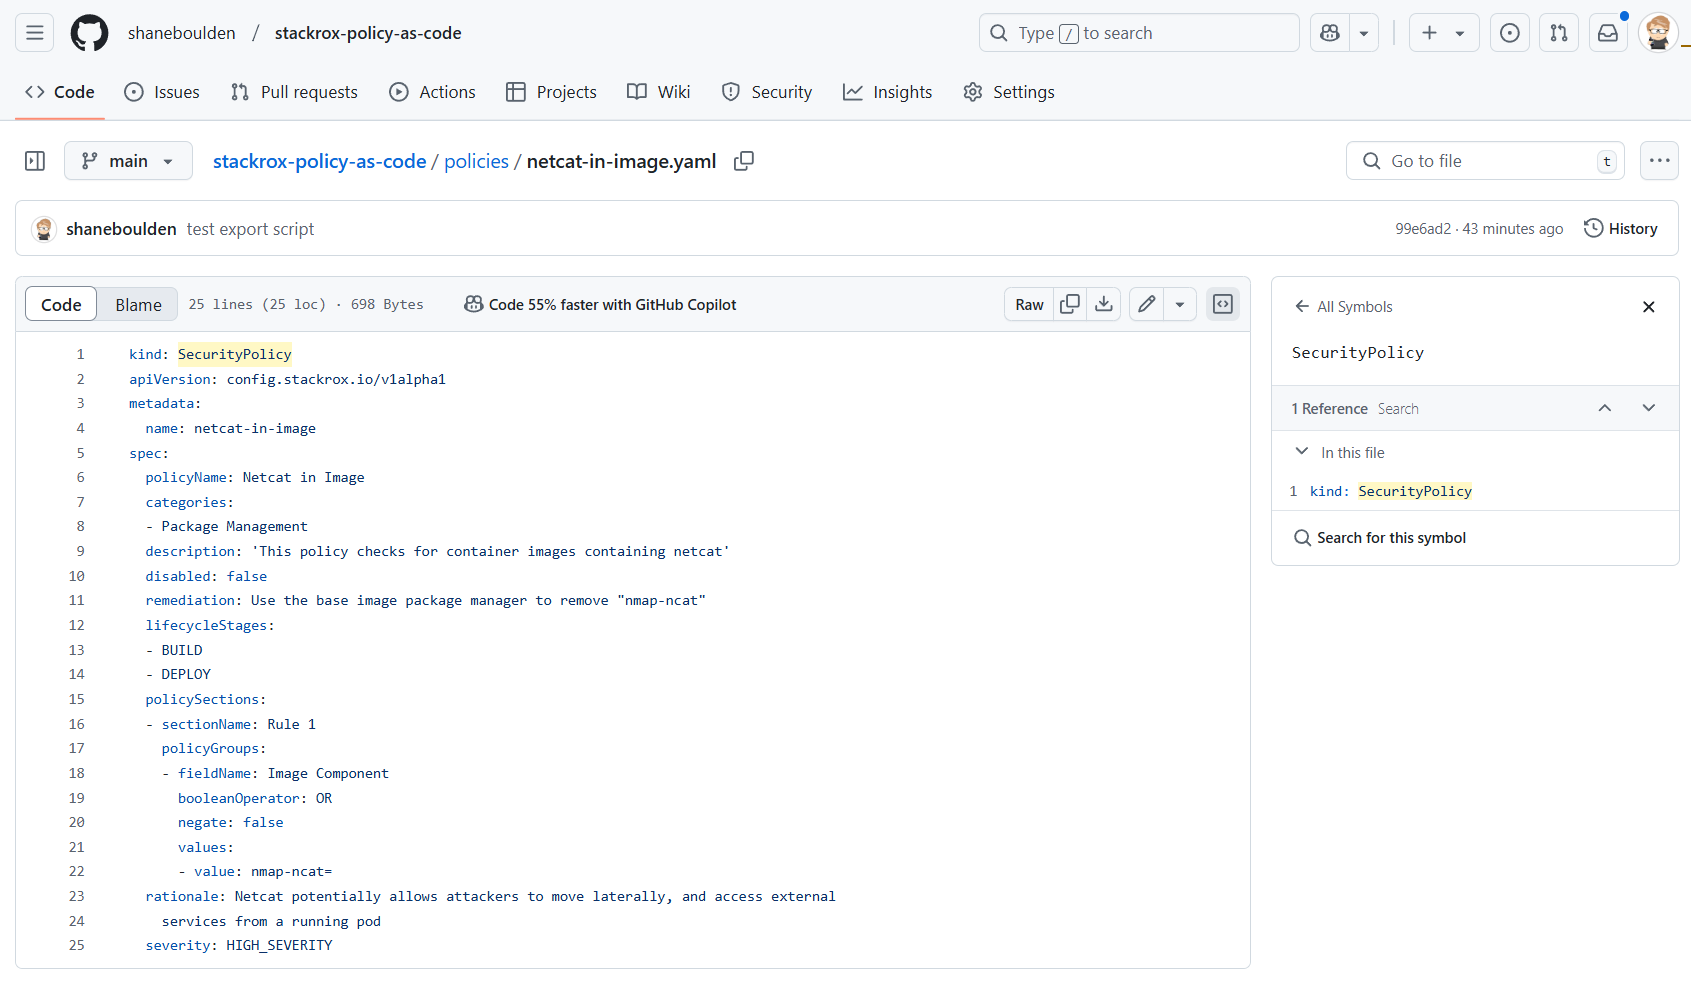 shaneboulden / stackrox-policy-as-code
Type / to search
Code
Issues
Pull requests
Actions
Projects
Wiki
Security
Insights
Settings
main
stackrox-policy-as-code / policies / netcat-in-image.yaml
Go to file
t
shaneboulden test export script
99e6ad2 · 43 minutes ago
History
Code
Blame
25 lines (25 loc) · 698 Bytes
Code 55% faster with GitHub Copilot
Raw
1 kind: SecurityPolicy
2 apiVersion: config.stackrox.io/v1alpha1
3 metadata:
4   name: netcat-in-image
5 spec:
6   policyName: Netcat in Image
7   categories:
8   - Package Management
9   description: 'This policy checks for container images containing netcat'
10   disabled: false
11   remediation: Use the base image package manager to remove "nmap-ncat"
12   lifecycleStages:
13   - BUILD
14   - DEPLOY
15   policySections:
16   - sectionName: Rule 1
17     policyGroups:
18     - fieldName: Image Component
19       booleanOperator: OR
20       negate: false
21       values:
22       - value: nmap-ncat=
23   rationale: Netcat potentially allows attackers to move laterally, and access external
24     services from a running pod
25   severity: HIGH_SEVERITY
All Symbols
SecurityPolicy
1 Reference Search
In this file
1 kind: SecurityPolicy
Search for this symbol